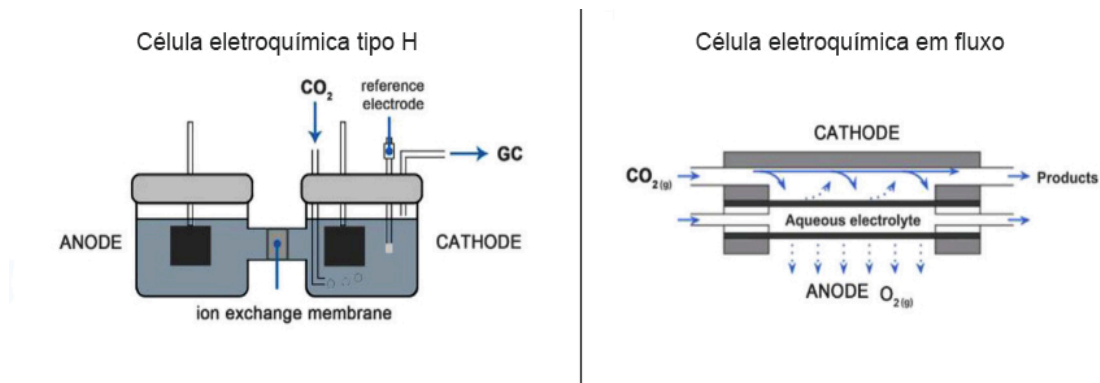 Célula eletroquímica tipo H
CO2
reference
electrode
GC
ANODE
CATHODE
ion exchange membrane
Célula eletroquímica em fluxo
CATHODE
CO2(g)
Products
Aqueous electrolyte
ANODE O2(g)